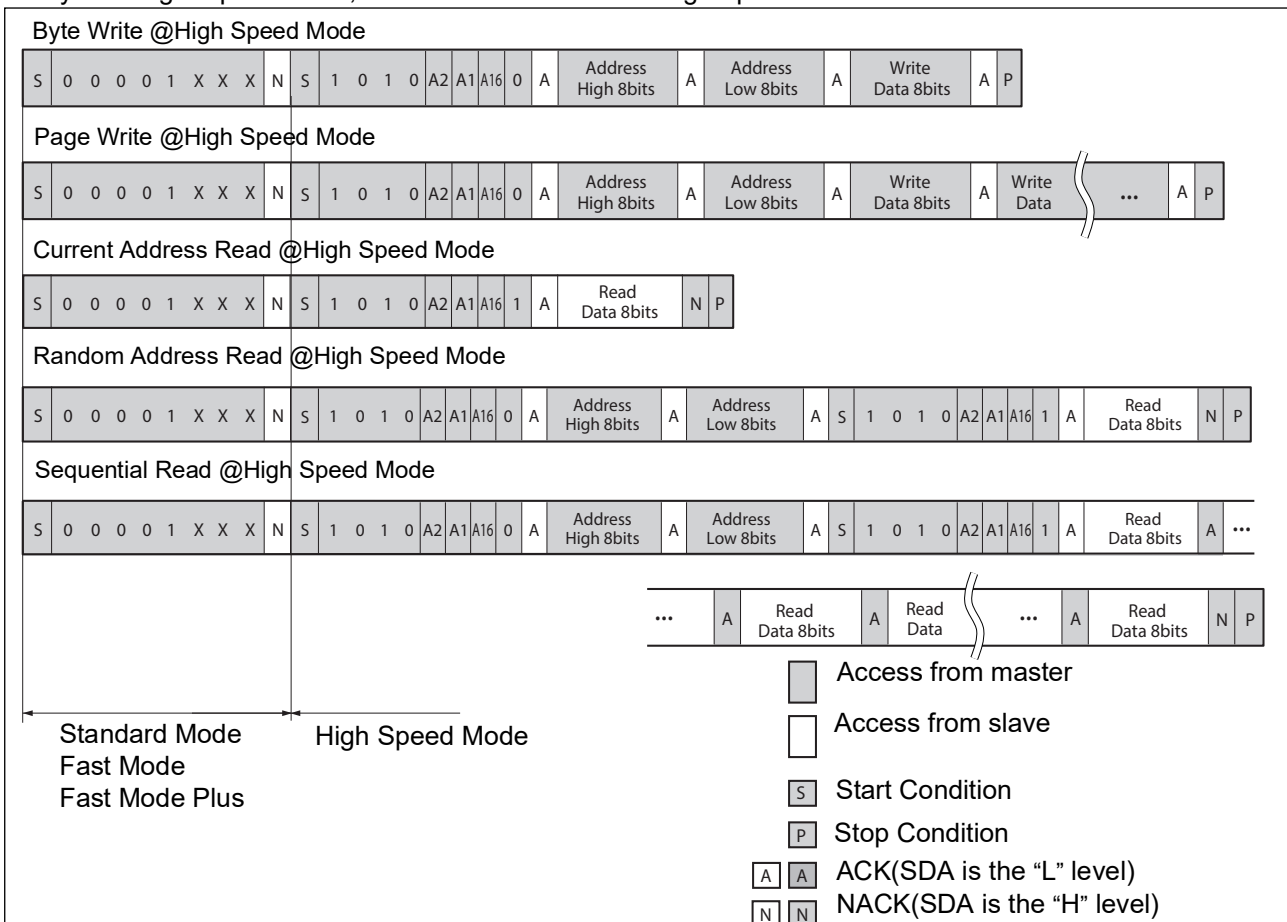 Byte Write @High Speed Mode
S 0 0 0 0 1 X X X N S 1 0 1 0 A2 A1 A16 0 A Address High 8bits A Address Low 8bits A Write Data 8bits A P
Page Write @High Speed Mode
S 0 0 0 0 1 X X X N S 1 0 1 0 A2 A1 A16 0 A Address High 8bits A Address Low 8bits A Write Data 8bits A Write Data ... A P
Current Address Read @High Speed Mode
S 0 0 0 0 1 X X X N S 1 0 1 0 A2 A1 A16 1 A Read Data 8bits N P
Random Address Read @High Speed Mode
S 0 0 0 0 1 X X X N S 1 0 1 0 A2 A1 A16 0 A Address High 8bits A Address Low 8bits A S 1 0 1 0 A2 A1 A16 1 A Read Data 8bits N P
Sequential Read @High Speed Mode
S 0 0 0 0 1 X X X N S 1 0 1 0 A2 A1 A16 0 A Address High 8bits A Address Low 8bits A S 1 0 1 0 A2 A1 A16 1 A Read Data 8bits A ...
... A Read Data 8bits A Read Data ... A Read Data 8bits N P
Access from master
Standard Mode
High Speed Mode
Access from slave
Fast Mode
Fast Mode Plus
S Start Condition
P Stop Condition
A A ACK(SDA is the “L” level)
N N NACK(SDA is the “H” level)